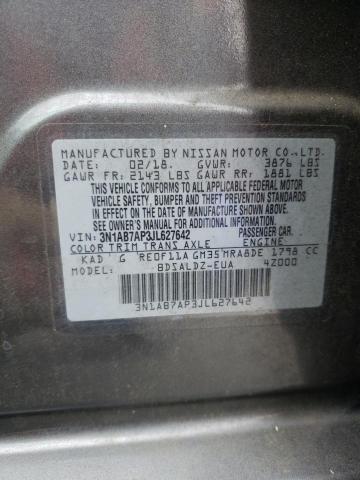 MANUFACTURED BY NISSAN MOTOR CO.,LTD.
DATE: 02/18. GVWR: 3876 LBS
GAWR FR: 2143 LBS GAWR RR: 1881 LBS
THIS VEHICLE CONFORMS TO ALL APPLICABLE FEDERAL MOTOR
VEHICLE SAFETY, BUMPER AND THEFT PREVENTION STANDARDS
IN EFFECT ON THE DATE OF MANUFACTURE SHOWN ABOVE.
SEE OWNER'S MANUAL FOR ADDITIONAL INFORMATION.
VIN: 3N1AB7AP3JL627642 PASSENGER CAR.
COLOR TRIM TRANS AXLE ENGINE
KAD G RE0F11A GM35 MRA8DE 1798 CC
MODEL: BDSALDZ-EUA 4Z000
3N1AB7AP3JL627642